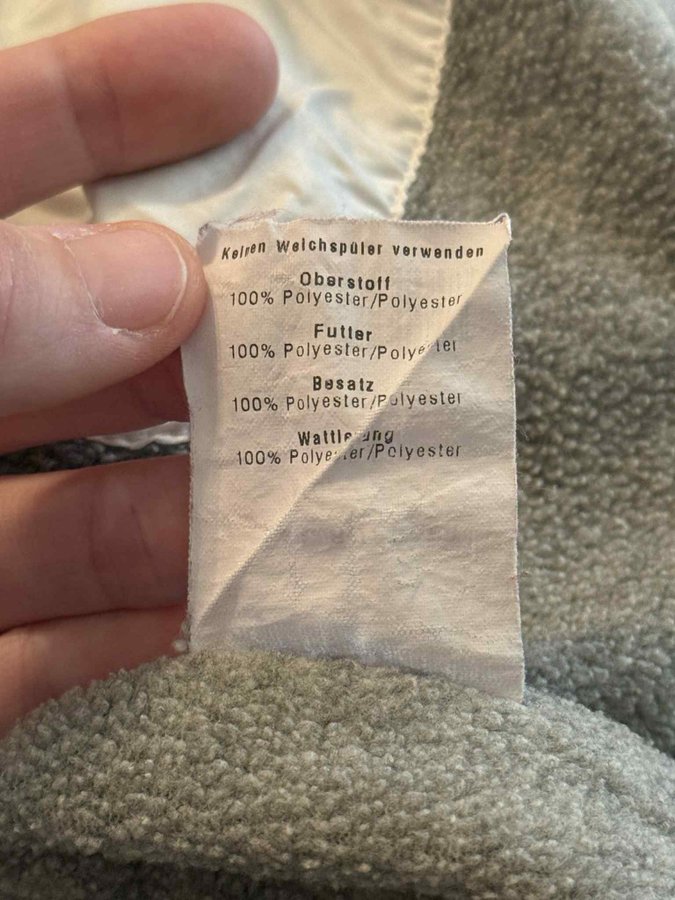 Keinen Weichspüler verwenden
Oberstoff
100% Polyester/Polyester
Futter
100% Polyester/Polyester
Besatz
100% Polyester/Polyester
Wattierung
100% Polyester/Polyester